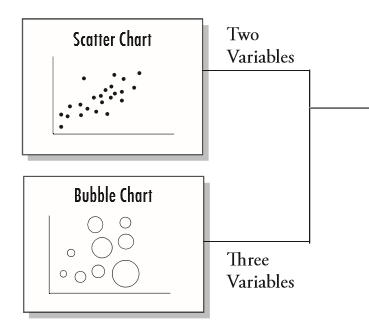 Scatter Chart
Two
Variables
Bubble Chart
Three
Variables